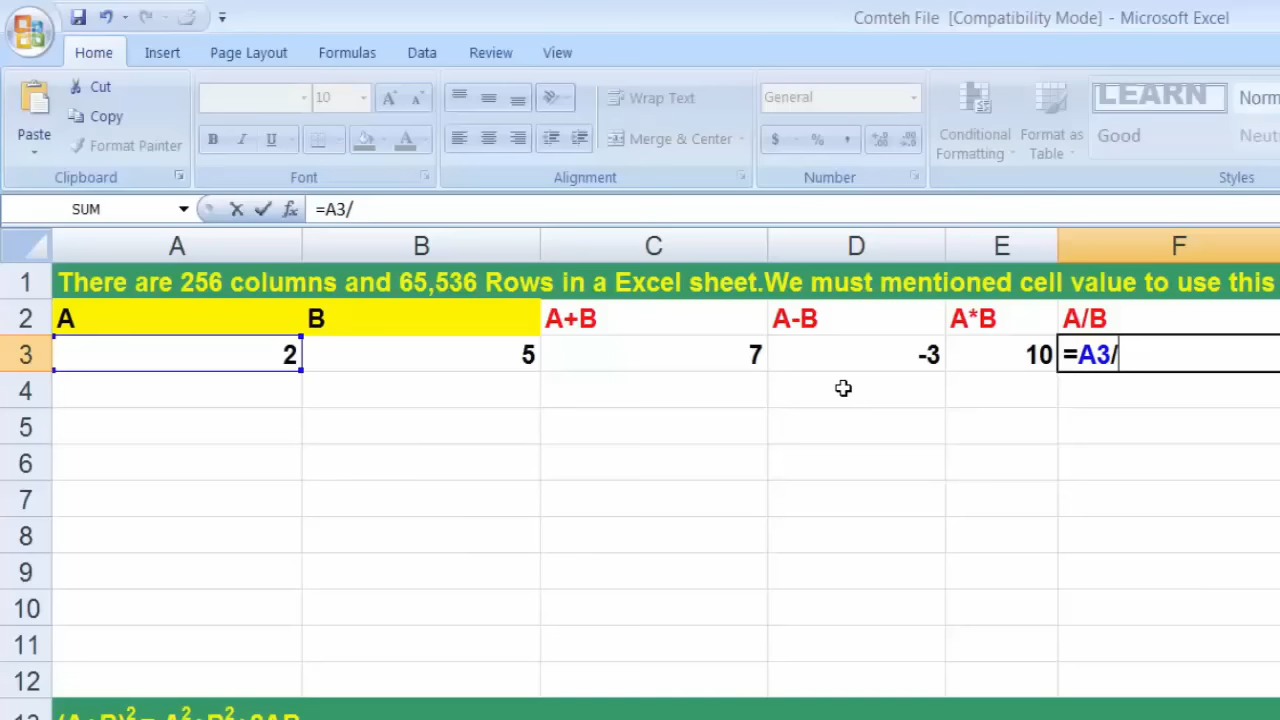 Comteh File [Compatibility Mode] - Microsoft Excel
Home Insert Page Layout Formulas Data Review View
Paste Cut Copy Format Painter Clipboard
10 B I U Font
Wrap Text Merge & Center Alignment
General $ % , Number
Conditional Formatting Format as Table
LEARN Norm
Good Neut
Styles
SUM =A3/
A B C D E F
1 There are 256 columns and 65,536 Rows in a Excel sheet.We must mentioned cell value to use this
2 A B A+B A-B A*B A/B
3 2 5 7 -3 10 =A3/
4
5
6
7
8
9
10
11
12